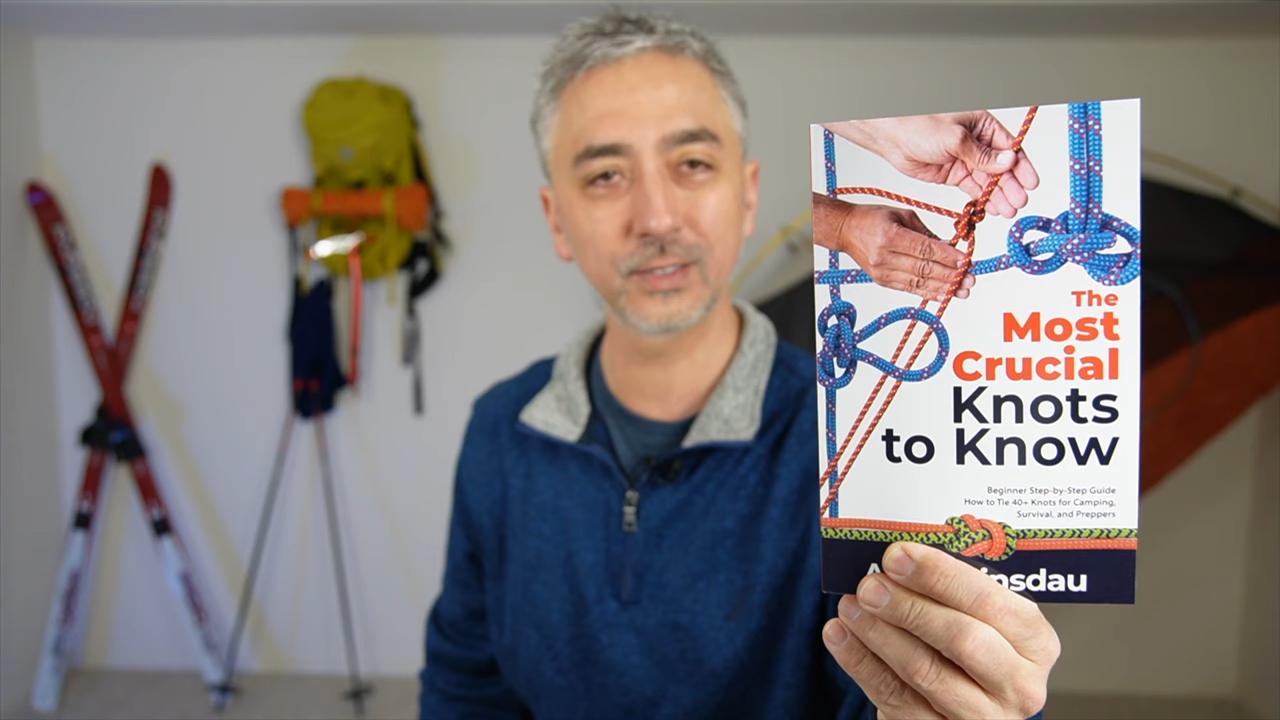 The
Most
Crucial
Knots
to Know
Beginner Step-by-Step Guide
How to Tie 40+ Knots for Camping,
Survival, and Preppers